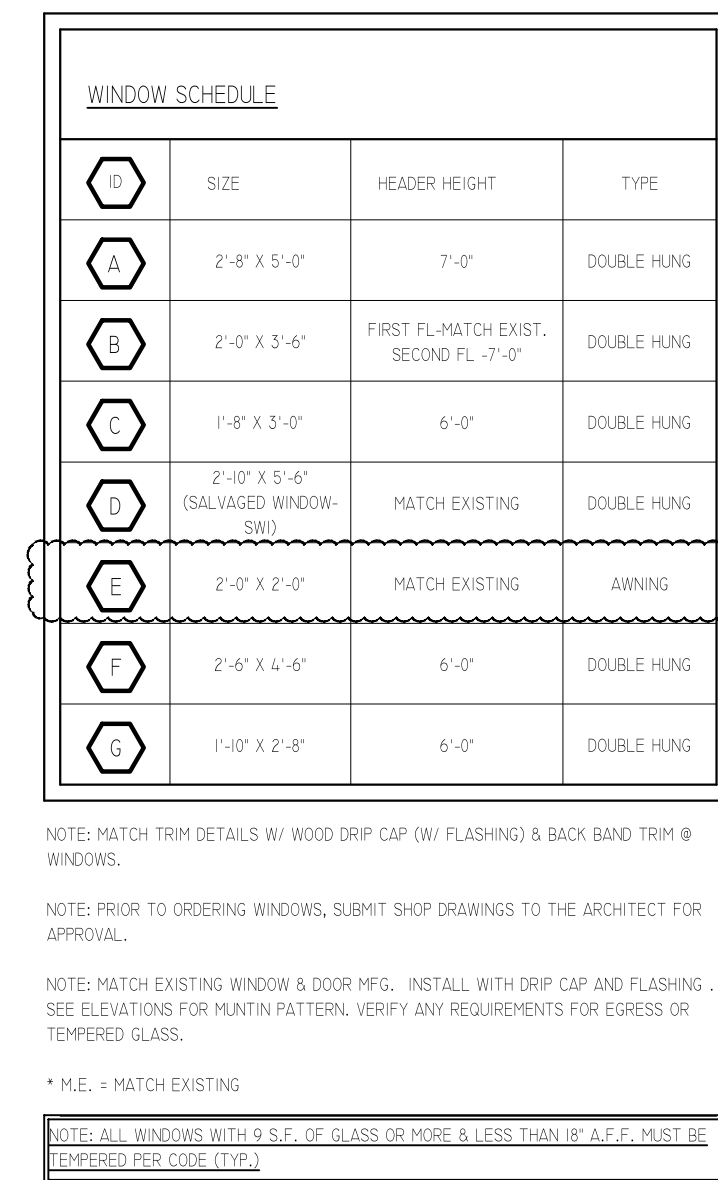 WINDOW SCHEDULE
ID SIZE HEADER HEIGHT TYPE
A 2'-8" X 5'-0" 7'-0" DOUBLE HUNG
B 2'-0" X 3'-6" FIRST FL-MATCH EXIST. DOUBLE HUNG
SECOND FL -7'-0"
C 1'-8" X 3'-0" 6'-0" DOUBLE HUNG
2'-10" X 5'-6"
D (SALVAGED WINDOW- MATCH EXISTING DOUBLE HUNG
SWI)
E 2'-0" X 2'-0" MATCH EXISTING AWNING
F 2'-6" X 4'-6" 6'-0" DOUBLE HUNG
G 1'-10" X 2'-8" 6'-0" DOUBLE HUNG
NOTE: MATCH TRIM DETAILS W/ WOOD DRIP CAP (W/ FLASHING) & BACK BAND TRIM @
WINDOWS.
NOTE: PRIOR TO ORDERING WINDOWS, SUBMIT SHOP DRAWINGS TO THE ARCHITECT FOR
APPROVAL.
NOTE: MATCH EXISTING WINDOW & DOOR MFG. INSTALL WITH DRIP CAP AND FLASHING .
SEE ELEVATIONS FOR MUNTIN PATTERN. VERIFY ANY REQUIREMENTS FOR EGRESS OR
TEMPERED GLASS.
* M.E. = MATCH EXISTING
NOTE: ALL WINDOWS WITH 9 S.F. OF GLASS OR MORE & LESS THAN 18" A.F.F. MUST BE
TEMPERED PER CODE (TYP.)